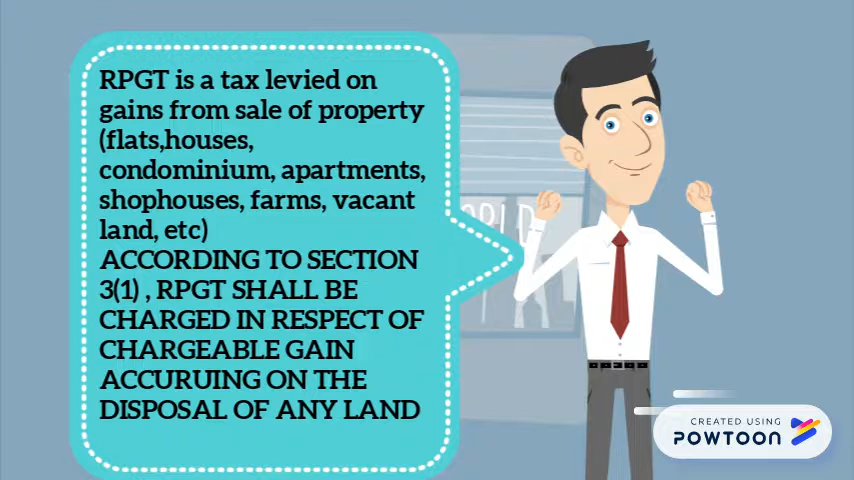 RPGT is a tax levied on
gains from sale of property
(flats,houses,
condominium, apartments,
shophouses, farms, vacant
land, etc)
ACCORDING TO SECTION
3(1) , RPGT SHALL BE
CHARGED IN RESPECT OF
CHARGEABLE GAIN
ACCURUING ON THE
DISPOSAL OF ANY LAND
CREATED USING
POWTOON